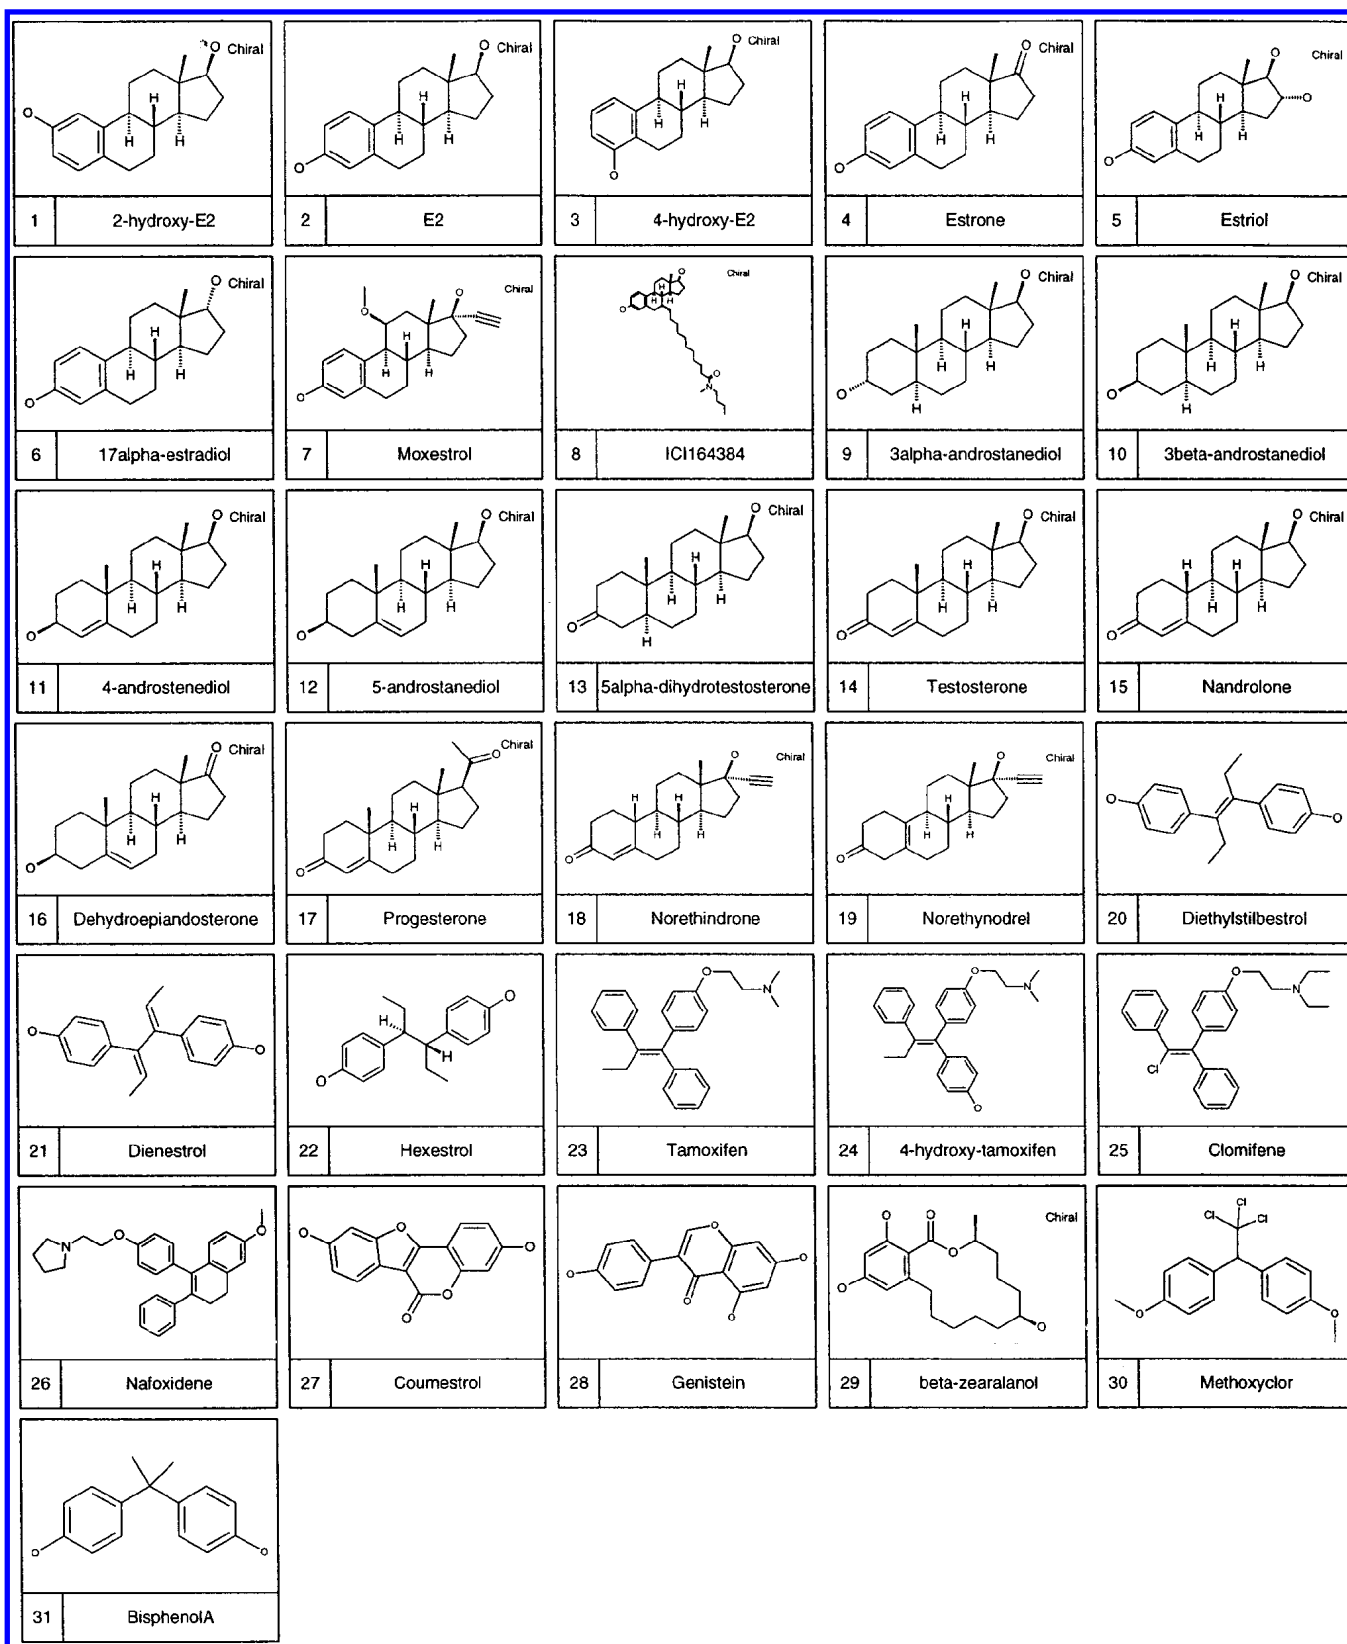 O O Chiral
1 2-hydroxy-E2
O O Chiral
H H H
2 E2
O O Chiral
H H H
3 4-hydroxy-E2
O O Chiral
H H H
4 Estrone
O O O Chiral
H H H
5 Estriol
O O Chiral
H H H
6 17alpha-estradiol
O O O Chiral
H H H
7 Moxestrol
O O O N Chiral
H H H
8 ICI164384
O O Chiral
H H H H
9 3alpha-androstanediol
O O Chiral
H H H H
10 3beta-androstanediol
O O Chiral
H H H
11 4-androstenediol
O O Chiral
H H H
12 5-androstanediol
O O Chiral
H H H H
13 5alpha-dihydrotestosterone
O O Chiral
H H H
14 Testosterone
O O Chiral
H H H H
15 Nandrolone
O O Chiral
H H H
16 Dehydroepiandosterone
O O Chiral
H H H
17 Progesterone
O O Chiral
H H H H
18 Norethindrone
O O Chiral
H H H
19 Norethynodrel
O O
20 Diethylstilbestrol
O O
21 Dienestrol
O O H H
22 Hexestrol
O N
23 Tamoxifen
O N O
24 4-hydroxy-tamoxifen
O N Cl
25 Clomifene
N O O
26 Nafoxidene
O O O O O
27 Coumestrol
O O O O O
28 Genistein
O O O O O Chiral
29 beta-zearalanol
Cl Cl Cl O O
30 Methoxyclor
O O
31 BisphenolA